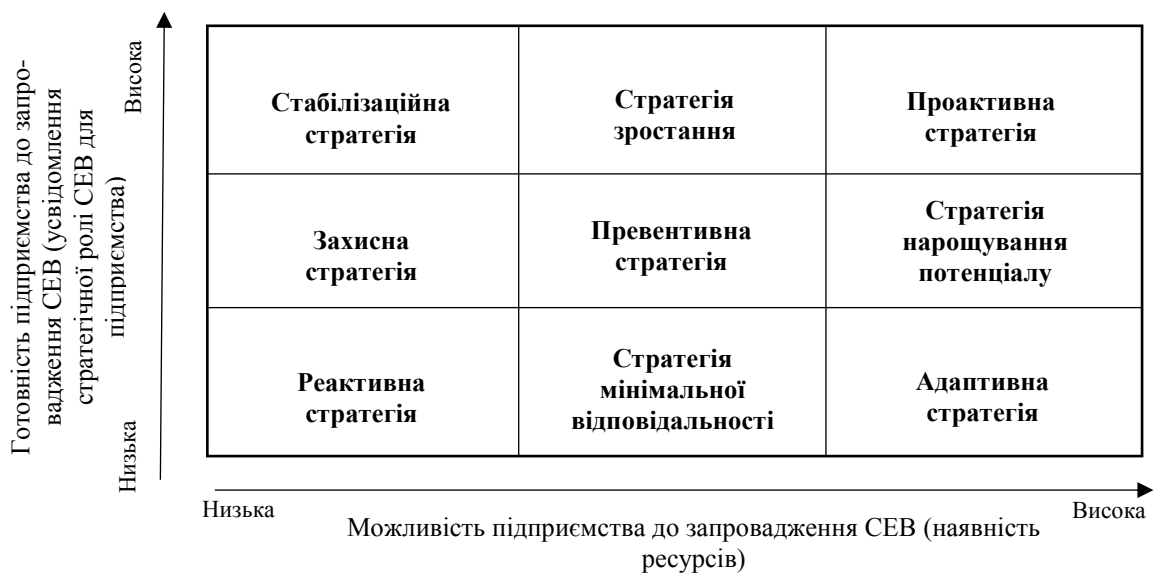 Готовність підприємства до запро-
вадження СЕВ (усвідомлення
стратегічної ролі СЕВ для
підприємства)
Висока
Низька
Стабілізаційна
стратегія
Стратегія
зростання
Проактивна
стратегія
Захисна
стратегія
Превентивна
стратегія
Стратегія
нарощування
потенціалу
Реактивна
стратегія
Стратегія
мінімальної
відповідальності
Адаптивна
стратегія
Низька
Висока
Можливість підприємства до запровадження СЕВ (наявність
ресурсів)